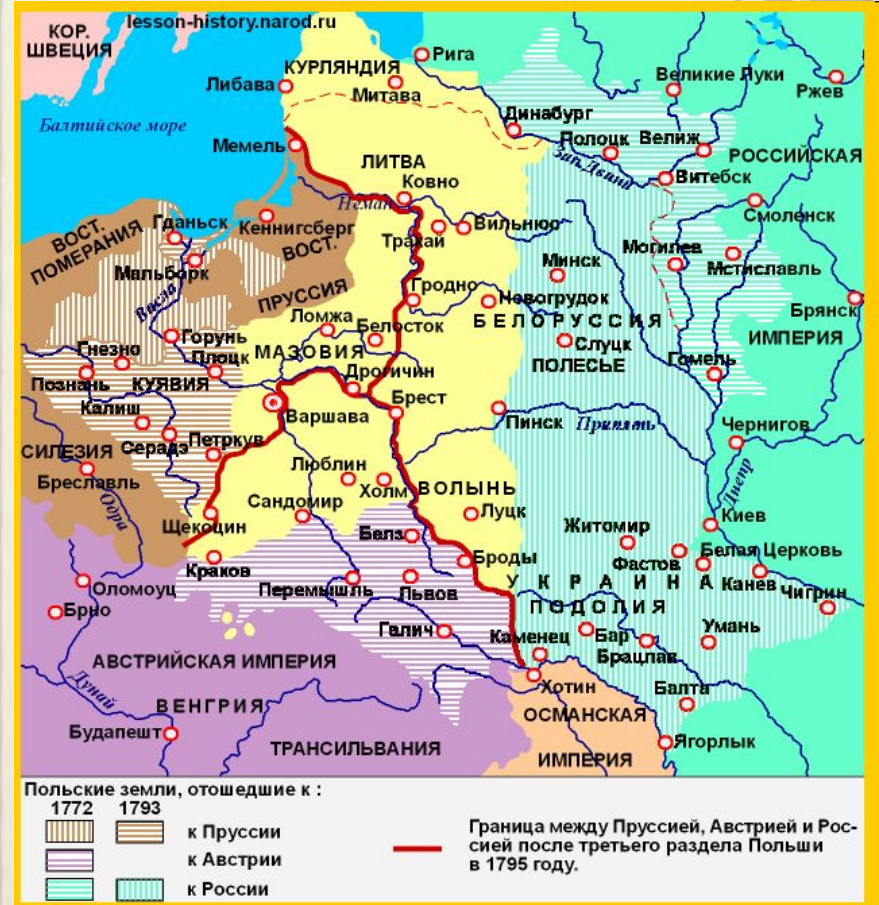 lesson-history.narod.ru
КОР.
ШВЕЦИЯ
Рига
КУРЛЯНДИЯ
Митава
Либава
Великие Луки
Ржев
Балтийское море
Динабург
Полоцк
Велиж
Мемель
Зап. Двина
РОССИЙСКАЯ
ЛИТВА
Ковно
Витебск
Неман
Смоленск
ВОСТ.
ПОМЕРАНИЯ
Гданьск
Кеннигсберг
ВОСТ.
ПРУССИЯ
Тракай
Вильнюс
Могилев
Мстиславль
Мальборк
Минск
Висла
Гродно
Новогрудок
Брянск
Ломжа
Белосток
БЕЛОРУССИЯ
ИМПЕРИЯ
Горунь
Слуцк
Гнезно
Плоцк
МАЗОВИЯ
ПОЛЕСЬЕ
Гомель
Познань
КУЯВИЯ
Дрогичин
Варшава
Брест
Калиш
Пинск
Припять
Чернигов
СИЛЕЗИЯ
Серадз
Петркув
Бреславль
Люблин
Холм
ВОЛЫНЬ
Одра
Сандомир
Луцк
Днепр
Щекоцин
Киев
Белз
Житомир
Фастов
Белая Церковь
Краков
Броды
Оломоуц
Перемышль
Львов
УКРАИНА
Канев
Чигрин
Брно
ПОДОЛИЯ
Галич
Каменец
Бар
Умань
Брацлав
АВСТРИЙСКАЯ ИМПЕРИЯ
Дунай
Хотин
Балта
ВЕНГРИЯ
ОСМАНСКАЯ
ИМПЕРИЯ
Будапешт
ТРАНСИЛЬВАНИЯ
Ягорлык
Польские земли, отошедшие к :
1772 1793
к Пруссии
к Австрии
к России
Граница между Пруссией, Австрией и Рос-
сией после третьего раздела Польши
в 1795 году.